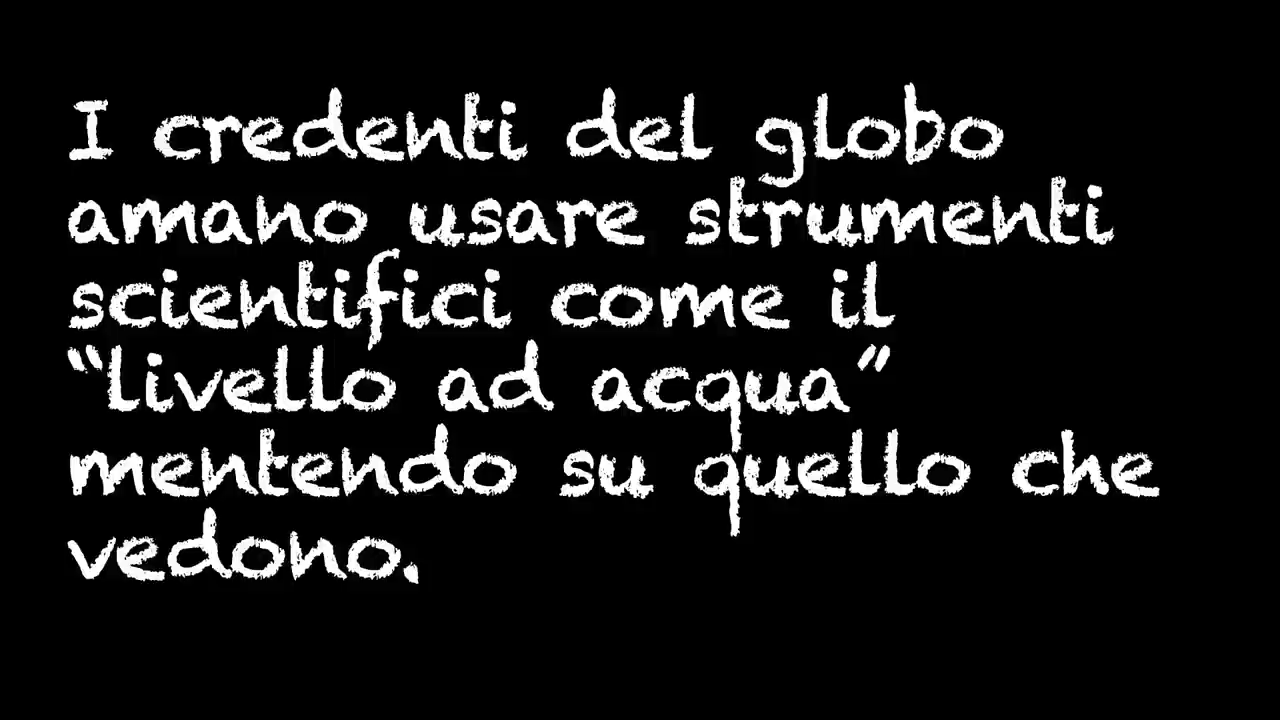 I credenti del globo
amano usare strumenti
scientifici come il
“livello ad acqua”
mentendo su quello che
vedono.